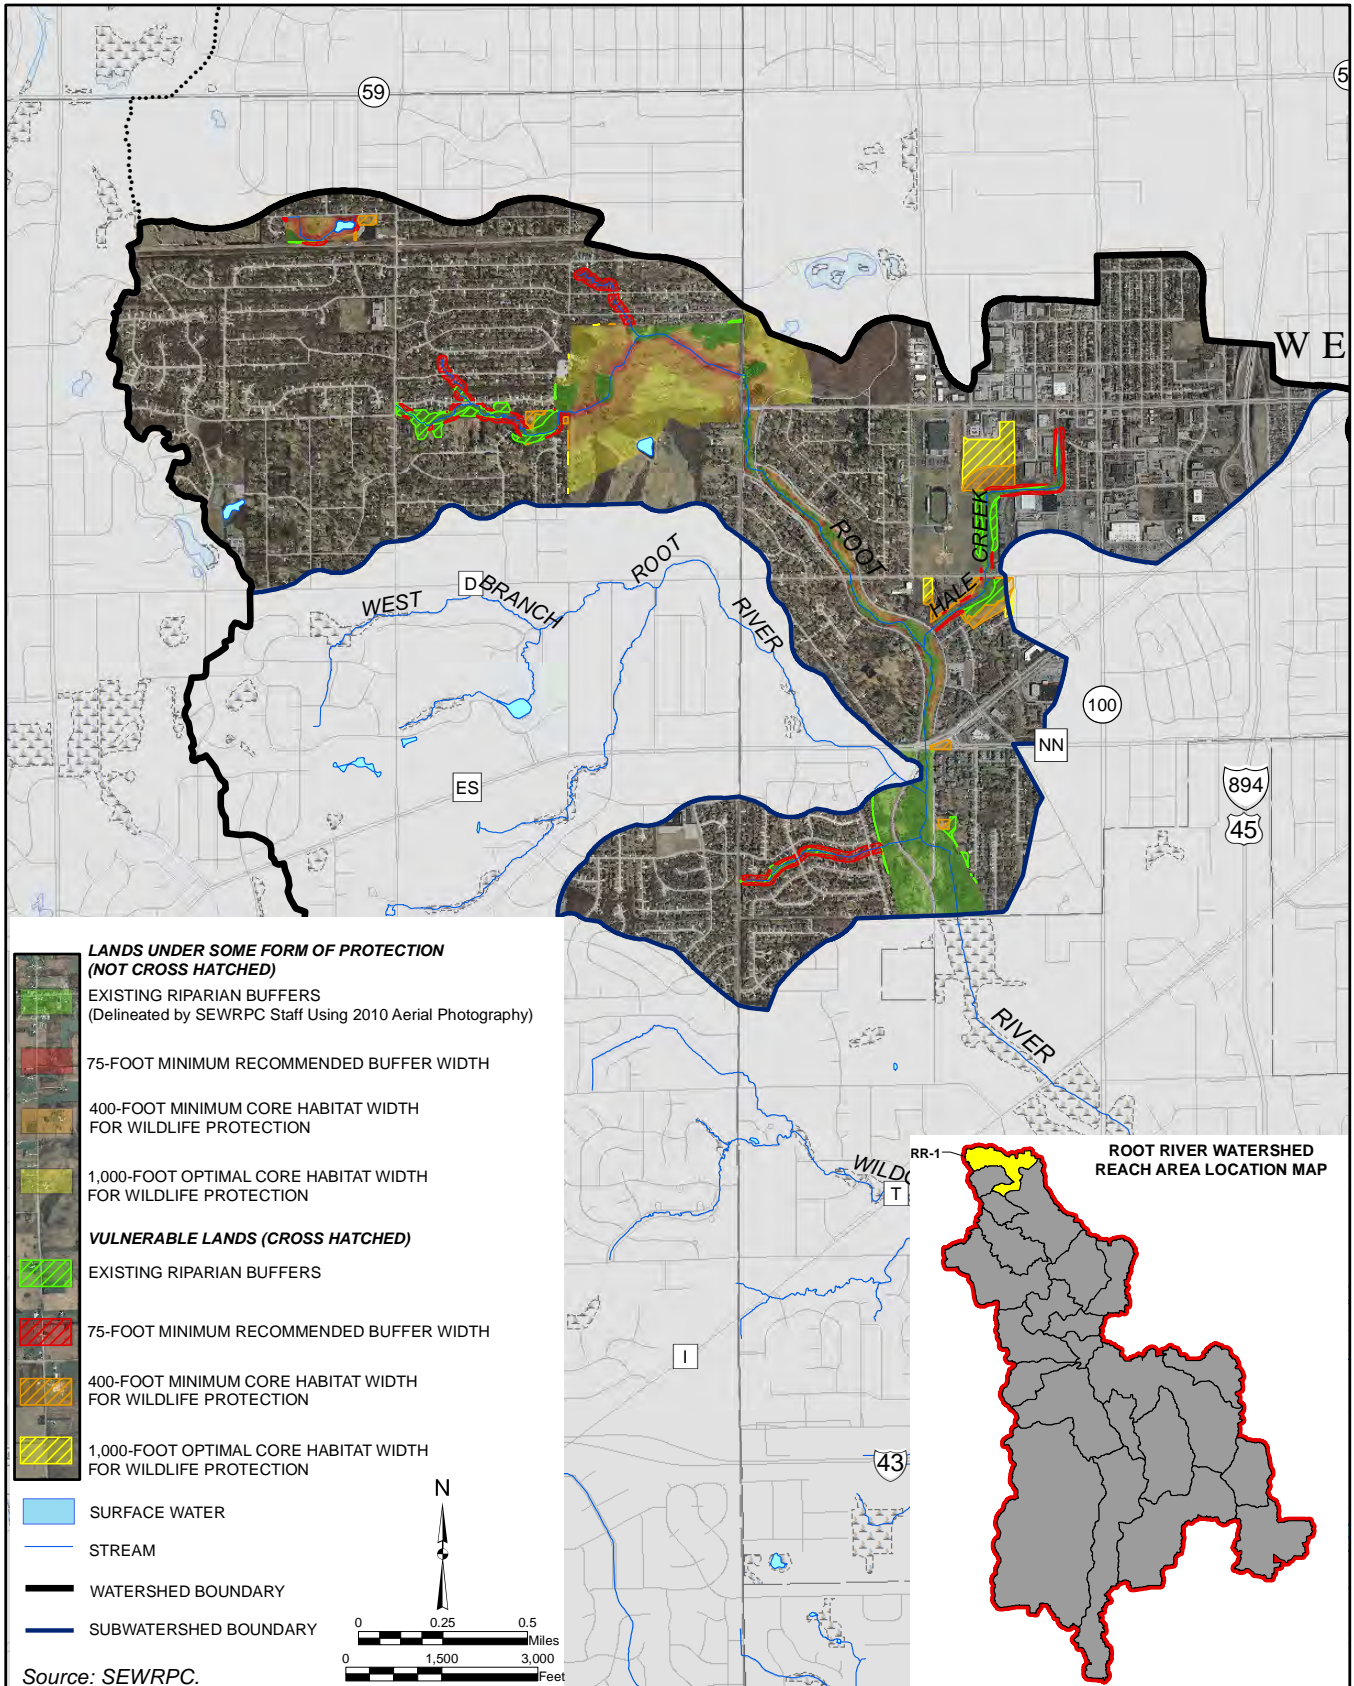 59
5
W E
ROOT
HALE CREEK
D
WEST BRANCH ROOT RIVER
100
NN
ES
894
45
RIVER
WILDC
T
I
43
LANDS UNDER SOME FORM OF PROTECTION
(NOT CROSS HATCHED)
EXISTING RIPARIAN BUFFERS
(Delineated by SEWRPC Staff Using 2010 Aerial Photography)
75-FOOT MINIMUM RECOMMENDED BUFFER WIDTH
400-FOOT MINIMUM CORE HABITAT WIDTH
FOR WILDLIFE PROTECTION
1,000-FOOT OPTIMAL CORE HABITAT WIDTH
FOR WILDLIFE PROTECTION
VULNERABLE LANDS (CROSS HATCHED)
EXISTING RIPARIAN BUFFERS
75-FOOT MINIMUM RECOMMENDED BUFFER WIDTH
400-FOOT MINIMUM CORE HABITAT WIDTH
FOR WILDLIFE PROTECTION
1,000-FOOT OPTIMAL CORE HABITAT WIDTH
FOR WILDLIFE PROTECTION
SURFACE WATER
STREAM
WATERSHED BOUNDARY
SUBWATERSHED BOUNDARY
Source: SEWRPC.
N
0 0.25 0.5
Miles
0 1,500 3,000
Feet
ROOT RIVER WATERSHED
REACH AREA LOCATION MAP
RR-1